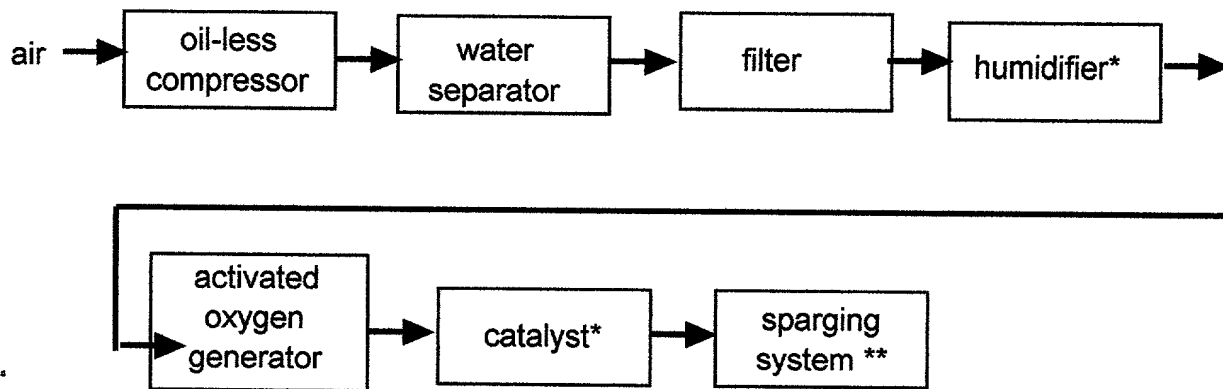 air
oil-less
compressor
water
separator
filter
humidifier*
activated
oxygen
generator
catalyst*
sparging
system **